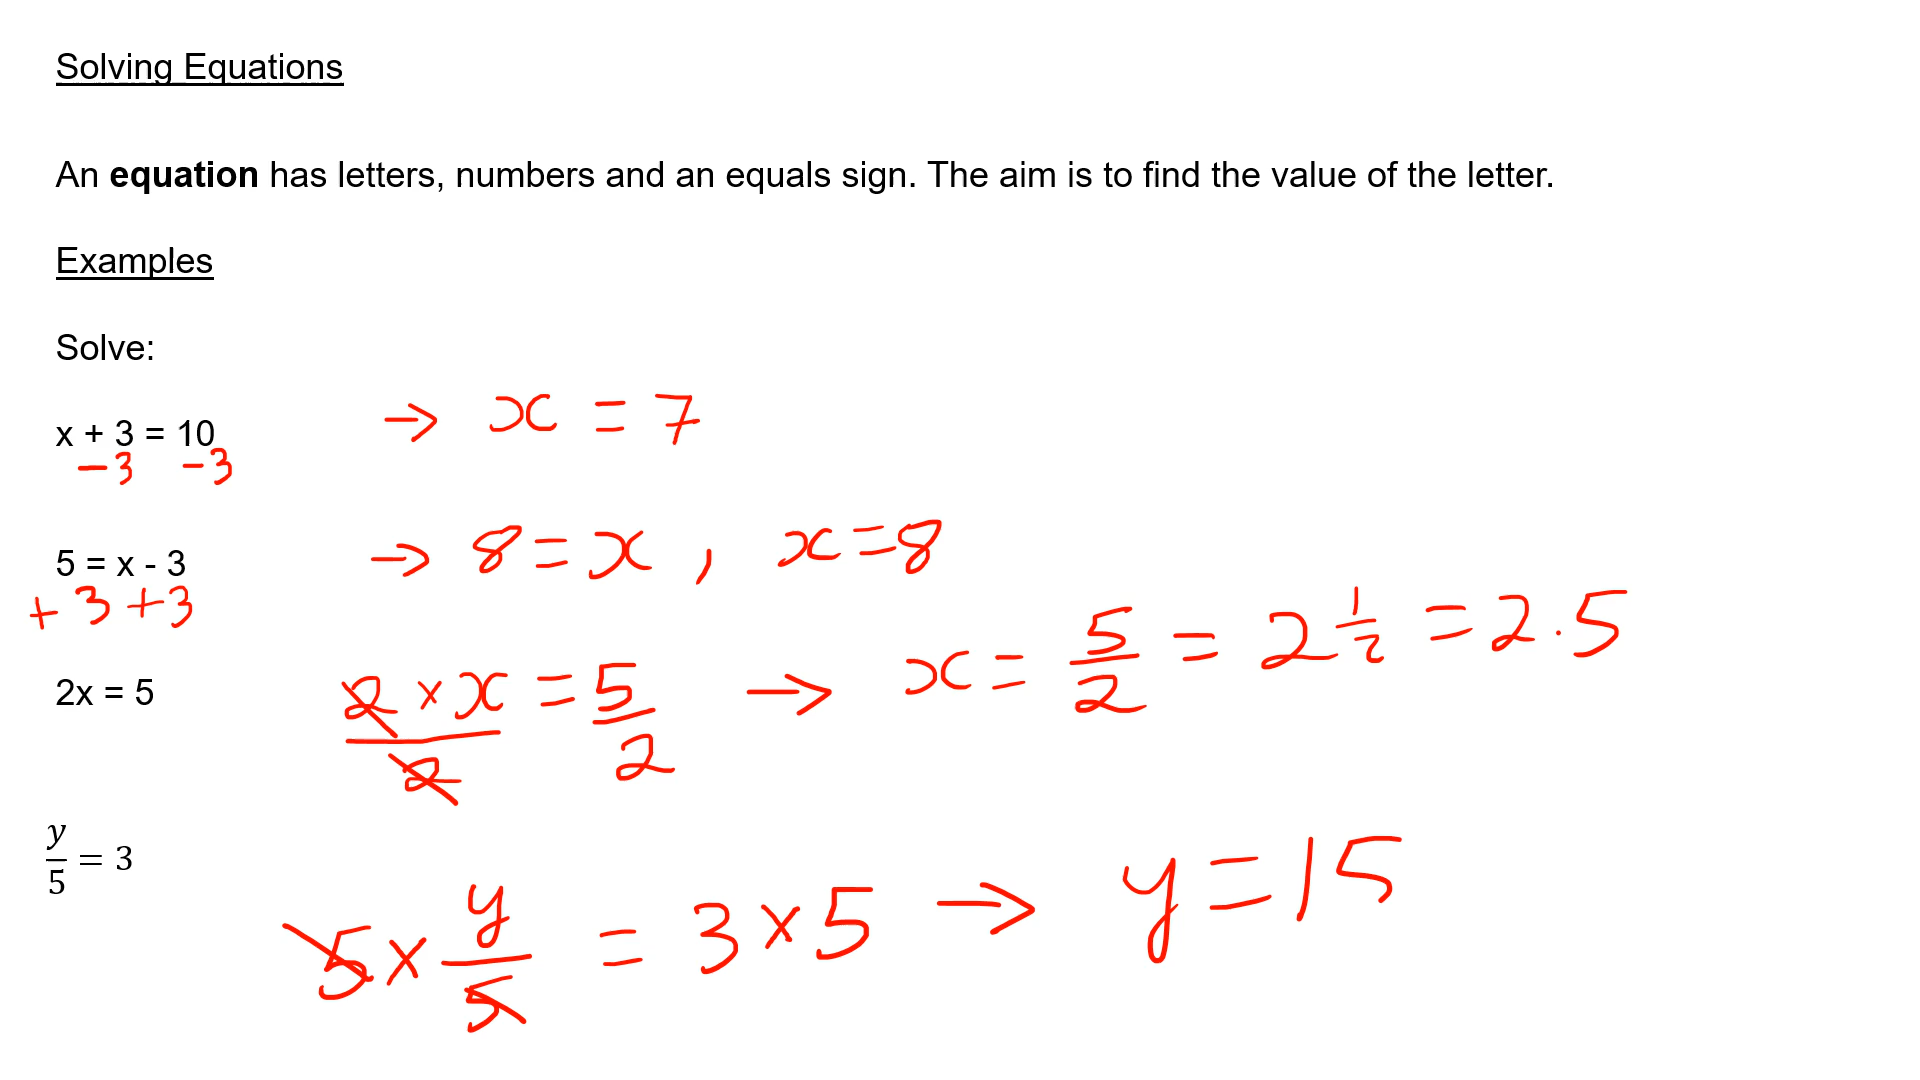 Solving Equations
An equation has letters, numbers and an equals sign. The aim is to find the value of the letter.
Examples
Solve:
x + 3 = 10 → x = 7
− 3 − 3
5 = x - 3 → 8 = x , x = 8
+ 3 + 3
2x = 5 2 × x / 2 = 5/2 → x = 5/2 = 2 1/2 = 2.5
y/5 = 3
5 × y/5 = 3 × 5 → y = 15